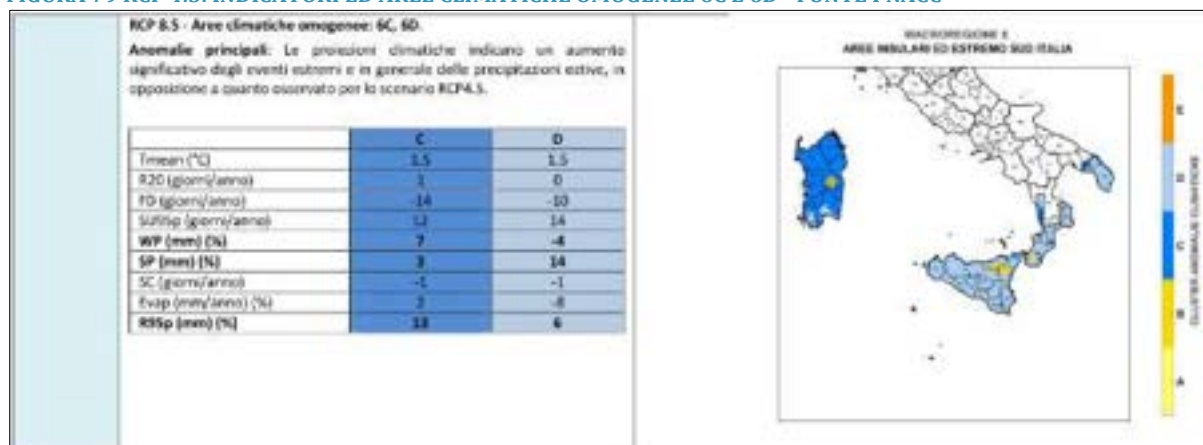 RCP 8.5 - Aree climatiche omogenee: 6C, 6D.
Anomalie principali: Le proiezioni climatiche indicano un aumento
significativo degli eventi estremi e in generale delle precipitazioni estive, in
opposizione a quanto osservato per lo scenario RCP4.5.
C D
Tmean (°C) 1.5 1.5
R20 (giorni/anno) 1 0
FD (giorni/anno) -14 -10
SU95p (giorni/anno) 12 14
WP (mm) (%) 7 -4
SP (mm) (%) 3 14
SC (giorni/anno) -1 -1
Evap (mm/anno) (%) 2 -8
R95p (mm) (%) 13 6
MACROREGIONE 6
AREE INSULARI ED ESTREMO SUD ITALIA
E
D
C
B
A